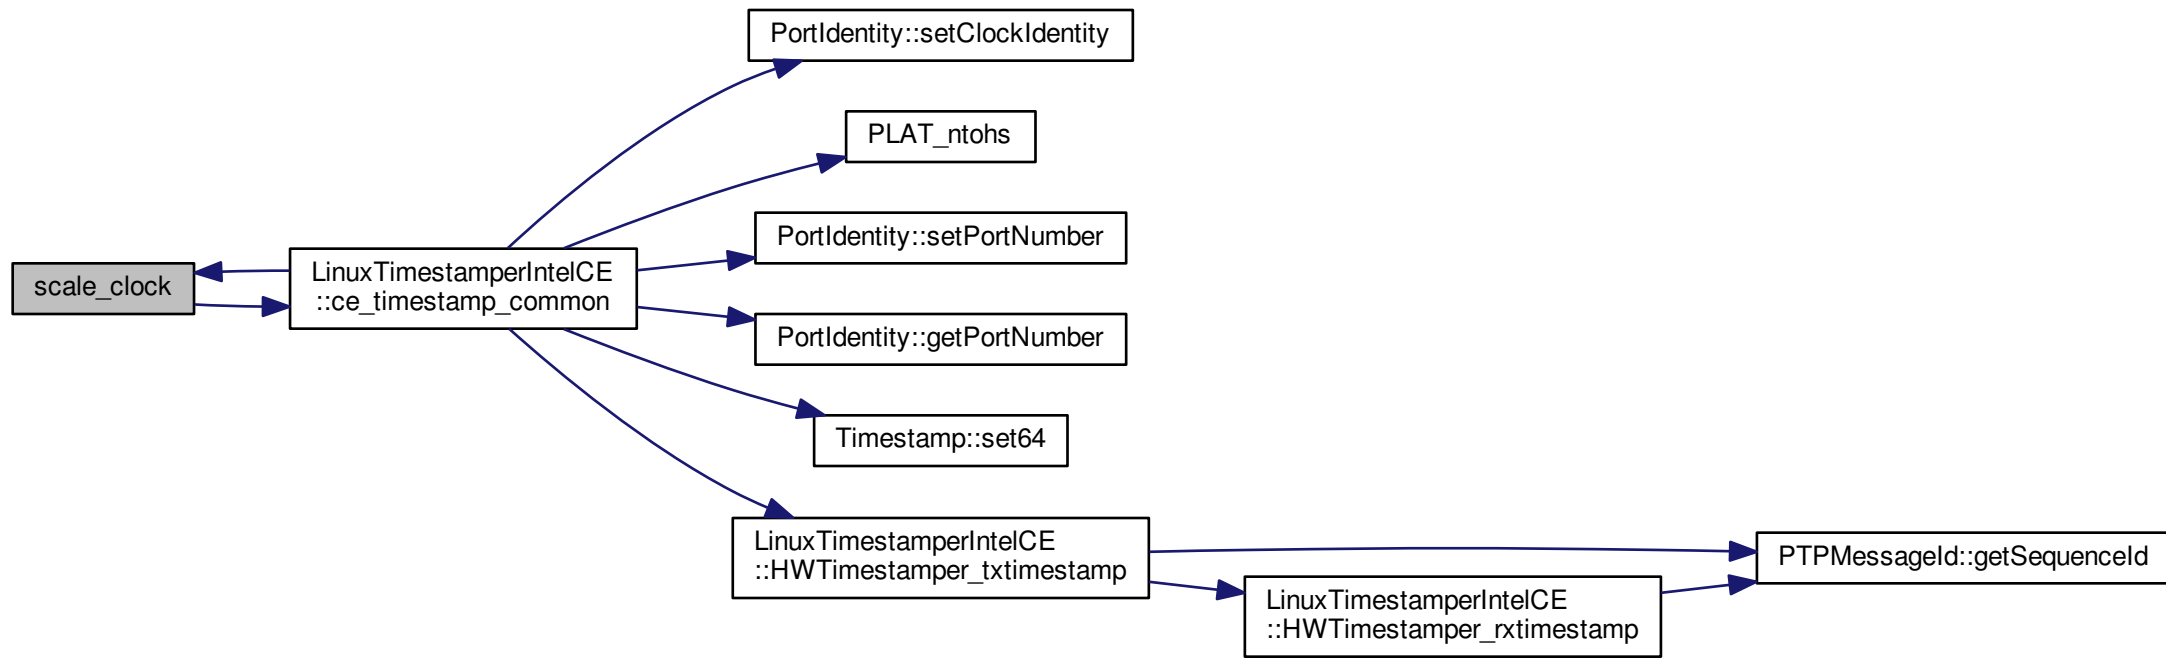 PortIdentity::setClockIdentity
PLAT_ntohs
PortIdentity::setPortNumber
scale_clock
LinuxTimestamperIntelCE
::ce_timestamp_common
PortIdentity::getPortNumber
Timestamp::set64
LinuxTimestamperIntelCE
::HWTimestamper_txtimestamp
PTPMessageId::getSequenceId
LinuxTimestamperIntelCE
::HWTimestamper_rxtimestamp